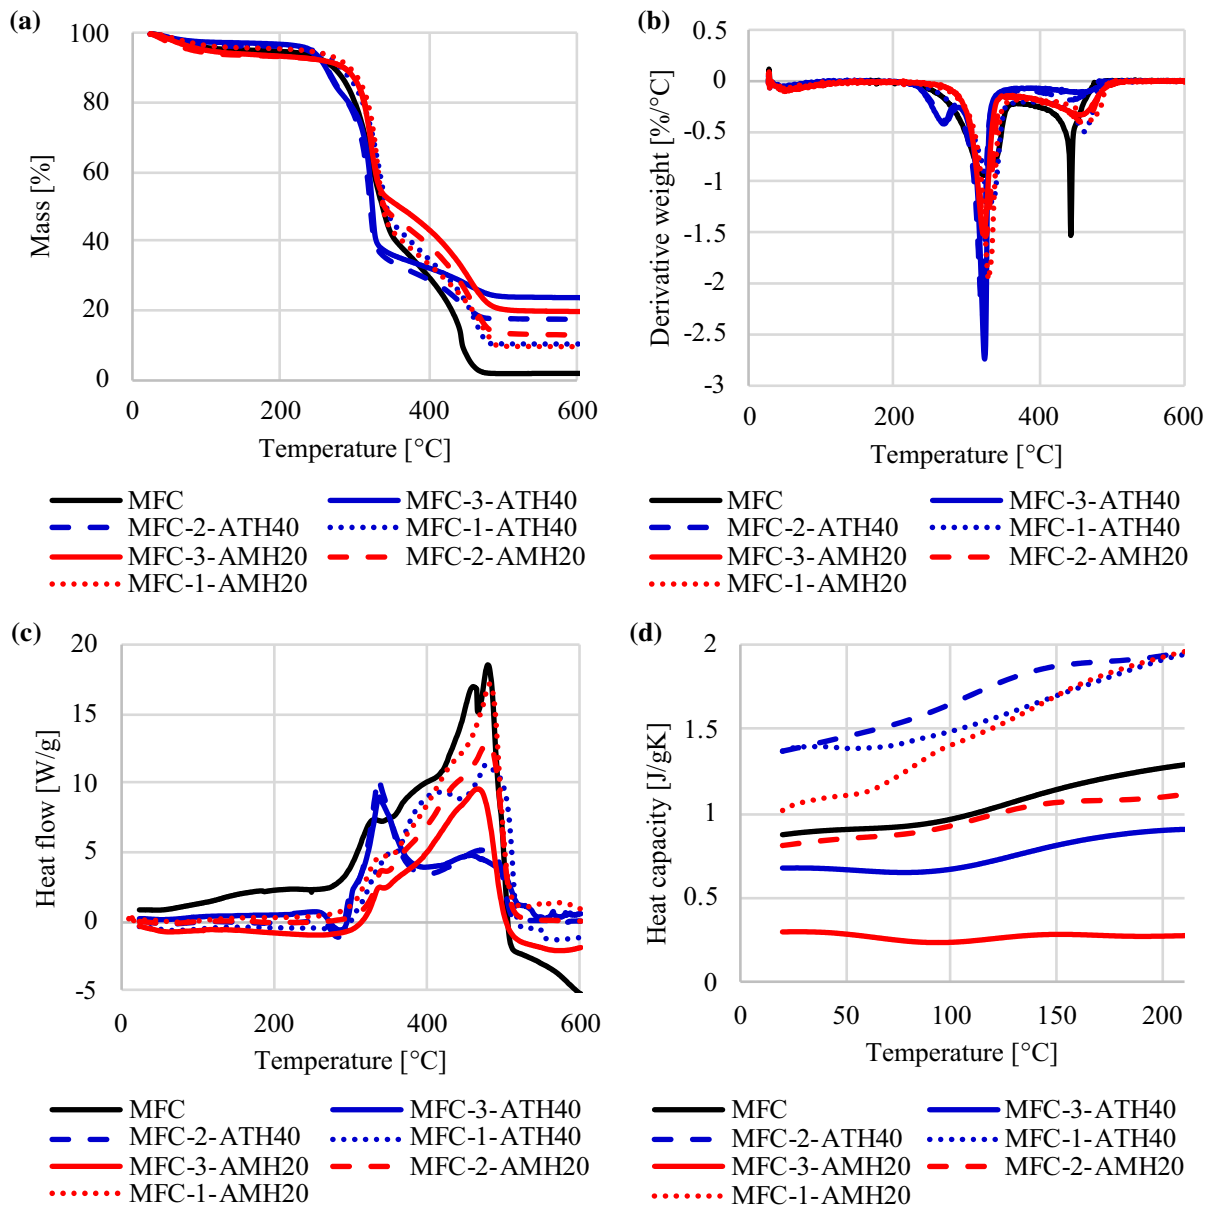 (a)
100
80
60
40
20
0
Mass [%]
0 200 400 600
Temperature [°C]
MFC MFC-3-ATH40
MFC-2-ATH40 MFC-1-ATH40
MFC-3-AMH20 MFC-2-AMH20
MFC-1-AMH20
(b)
0.5
0
-0.5
-1
-1.5
-2
-2.5
-3
Derivative weight [%/°C]
0 200 400 600
Temperature [°C]
MFC MFC-3-ATH40
MFC-2-ATH40 MFC-1-ATH40
MFC-3-AMH20 MFC-2-AMH20
MFC-1-AMH20
(c)
20
15
10
5
0
-5
Heat flow [W/g]
0 200 400 600
Temperature [°C]
MFC MFC-3-ATH40
MFC-2-ATH40 MFC-1-ATH40
MFC-3-AMH20 MFC-2-AMH20
MFC-1-AMH20
(d)
2
1.5
1
0.5
0
Heat capacity [J/gK]
0 50 100 150 200
Temperature [°C]
MFC MFC-3-ATH40
MFC-2-ATH40 MFC-1-ATH40
MFC-3-AMH20 MFC-2-AMH20
MFC-1-AMH20